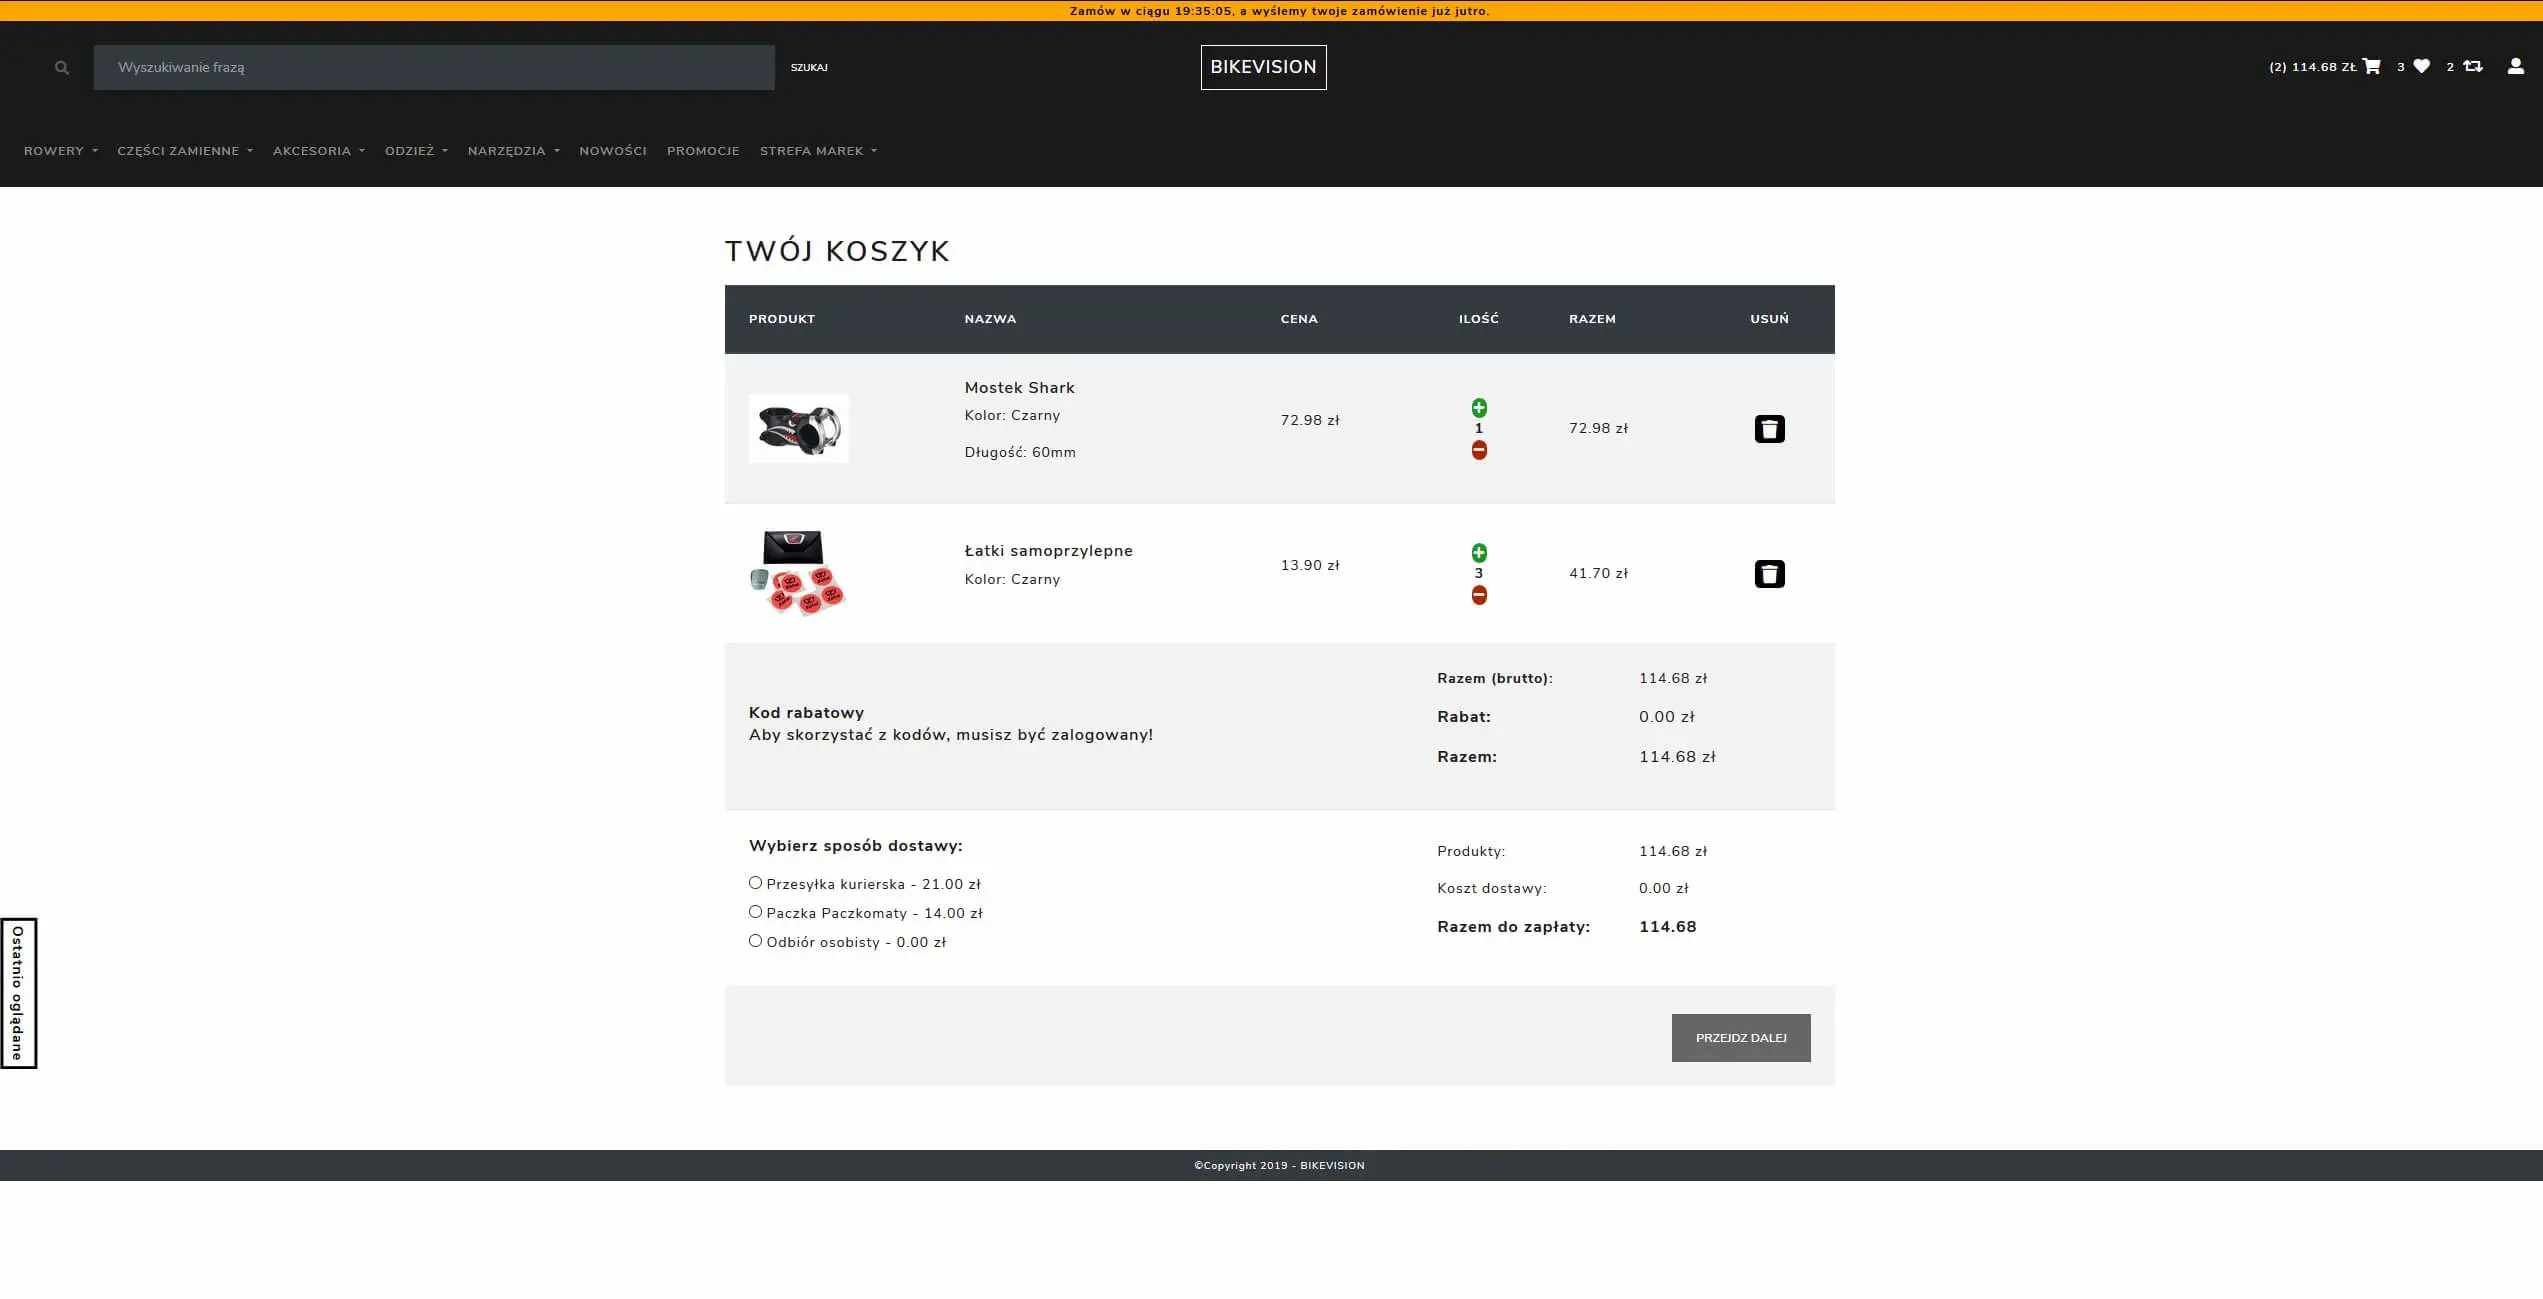 Zamów w ciągu 19:35:05, a wyślemy twoje zamówienie już jutro.
Wyszukiwanie frazą
SZUKAJ
BIKEVISION
(2) 114.68 ZŁ
3
2
ROWERY
CZĘŚCI ZAMIENNE
AKCESORIA
ODZIEŻ
NARZĘDZIA
NOWOŚCI
PROMOCJE
STREFA MAREK
TWÓJ KOSZYK
PRODUKT NAZWA CENA ILOŚĆ RAZEM USUŃ
Mostek Shark
Kolor: Czarny
Długość: 60mm
72.98 zł
1
72.98 zł
Łatki samoprzylepne
Kolor: Czarny
13.90 zł
3
41.70 zł
Kod rabatowy
Aby skorzystać z kodów, musisz być zalogowany!
Razem (brutto): 114.68 zł
Rabat: 0.00 zł
Razem: 114.68 zł
Wybierz sposób dostawy:
Przesyłka kurierska - 21.00 zł
Paczka Paczkomaty - 14.00 zł
Odbiór osobisty - 0.00 zł
Produkty: 114.68 zł
Koszt dostawy: 0.00 zł
Razem do zapłaty: 114.68
PRZEJDZ DALEJ
Ostatnio oglądane
©Copyright 2019 - BIKEVISION